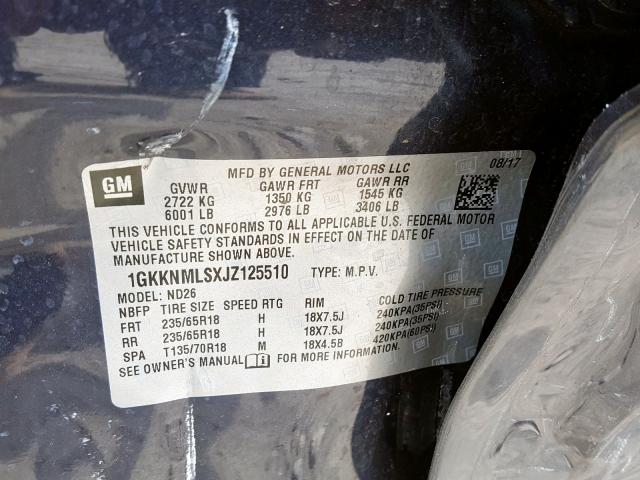 GM
MFD BY GENERAL MOTORS LLC 08/17
GVWR GAWR FRT GAWR RR
2722 KG 1350 KG 1545 KG
6001 LB 2976 LB 3406 LB
THIS VEHICLE CONFORMS TO ALL APPLICABLE U.S. FEDERAL MOTOR
VEHICLE SAFETY STANDARDS IN EFFECT ON THE DATE OF
MANUFACTURE SHOWN ABOVE.
1GKKNMLSXJZ125510 TYPE: M.P.V.
MODEL: ND26
NBFP TIRE SIZE SPEED RTG RIM COLD TIRE PRESSURE
FRT 235/65R18 H 18X7.5J 240KPA(35PSI)
RR 235/65R18 H 18X7.5J 240KPA(35PSI)
SPA T135/70R18 M 18X4.5B 420KPA(60PSI)
SEE OWNER'S MANUAL FOR MORE INFORMATION.